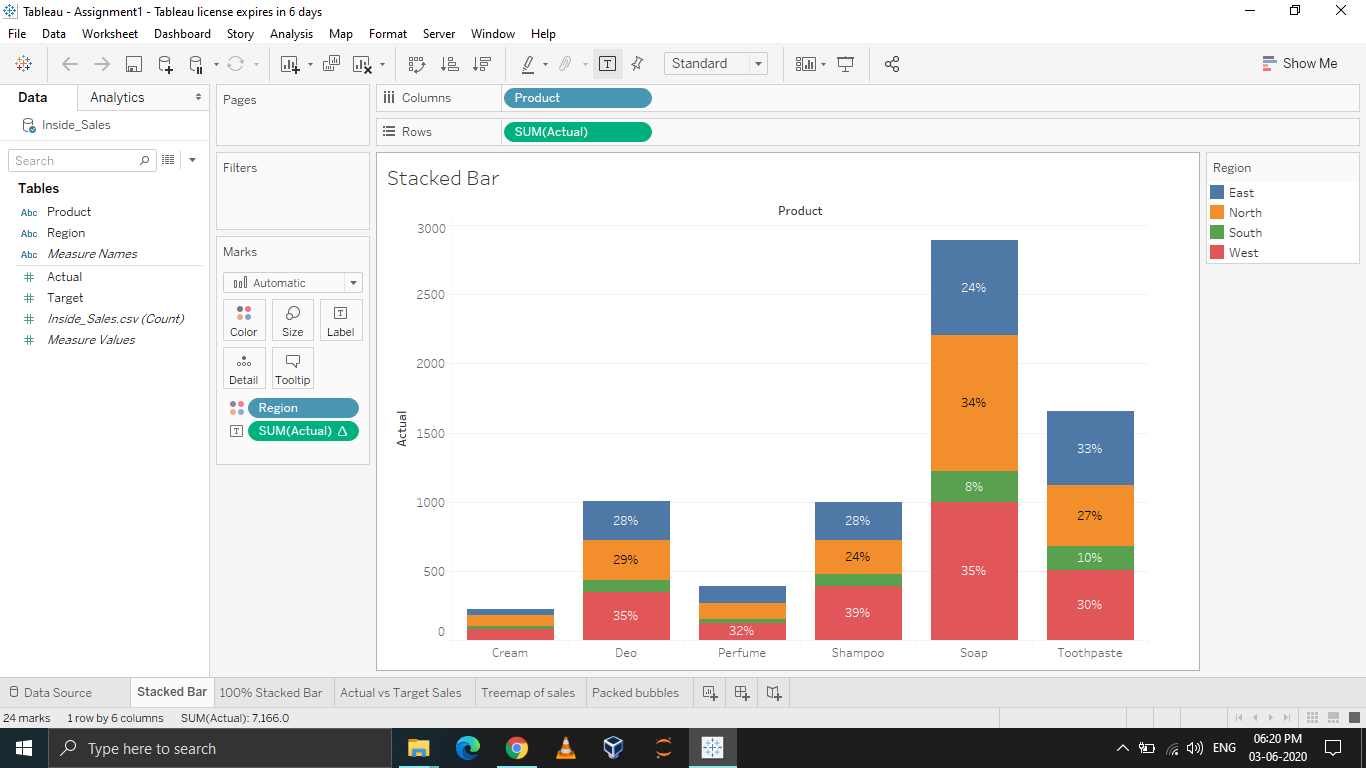 Tableau - Assignment1 - Tableau license expires in 6 days
File Data Worksheet Dashboard Story Analysis Map Format Server Window Help
Standard
Show Me
Data
Analytics
Inside_Sales
Search
Tables
Abc Product
Abc Region
Abc Measure Names
# Actual
# Target
# Inside_Sales.csv (Count)
# Measure Values
Pages
Filters
Marks
Automatic
Color Size Label
Detail Tooltip
Region
SUM(Actual) Δ
Columns Product
Rows SUM(Actual)
Stacked Bar
Product
Actual
3000
2500
2000
1500
1000
500
0
28%
29%
35%
32%
28%
24%
39%
24%
34%
8%
35%
33%
27%
10%
30%
Cream Deo Perfume Shampoo Soap Toothpaste
Region
East
North
South
West
Data Source Stacked Bar 100% Stacked Bar Actual vs Target Sales Treemap of sales Packed bubbles
24 marks 1 row by 6 columns SUM(Actual): 7,166.0
Type here to search
ENG
06:20 PM
03-06-2020